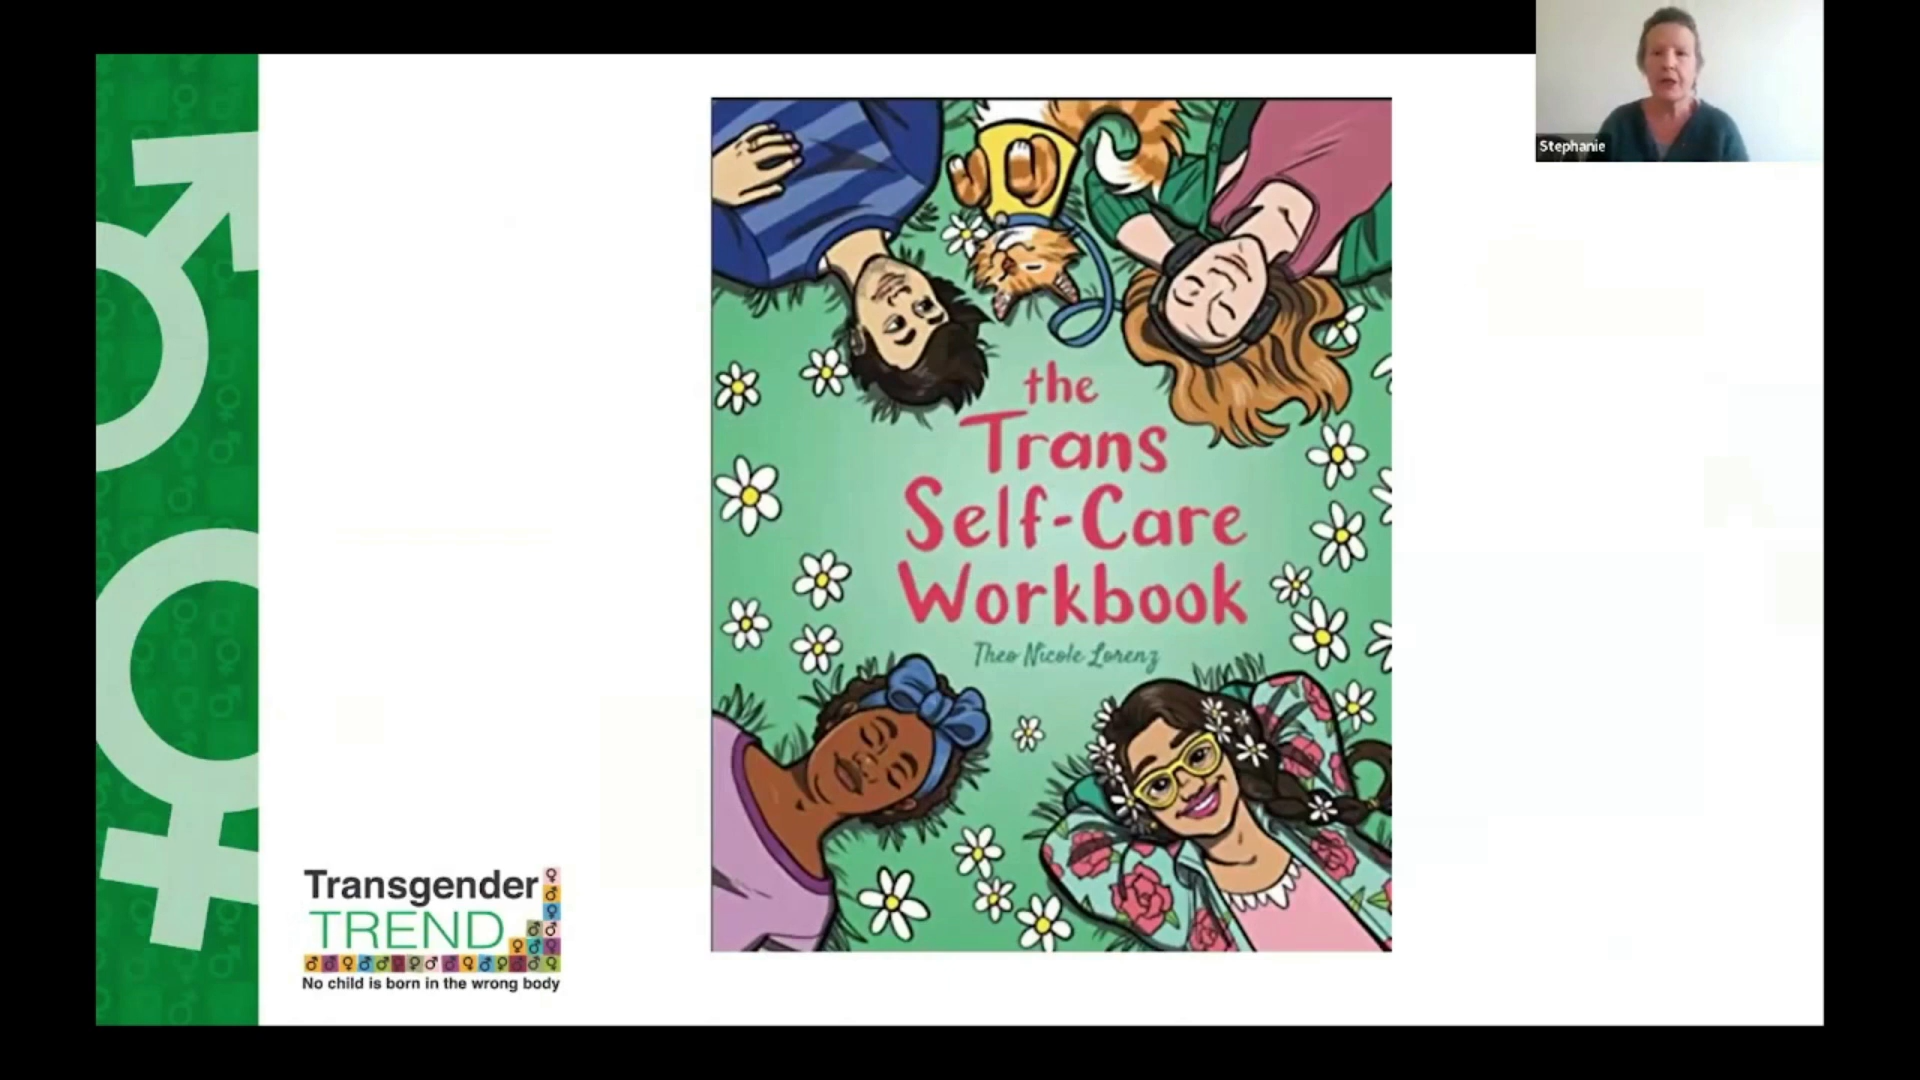 Stephanie
the
Trans
Self-Care
Workbook
Theo Nicole Lorenz
Transgender
TREND
No child is born in the wrong body